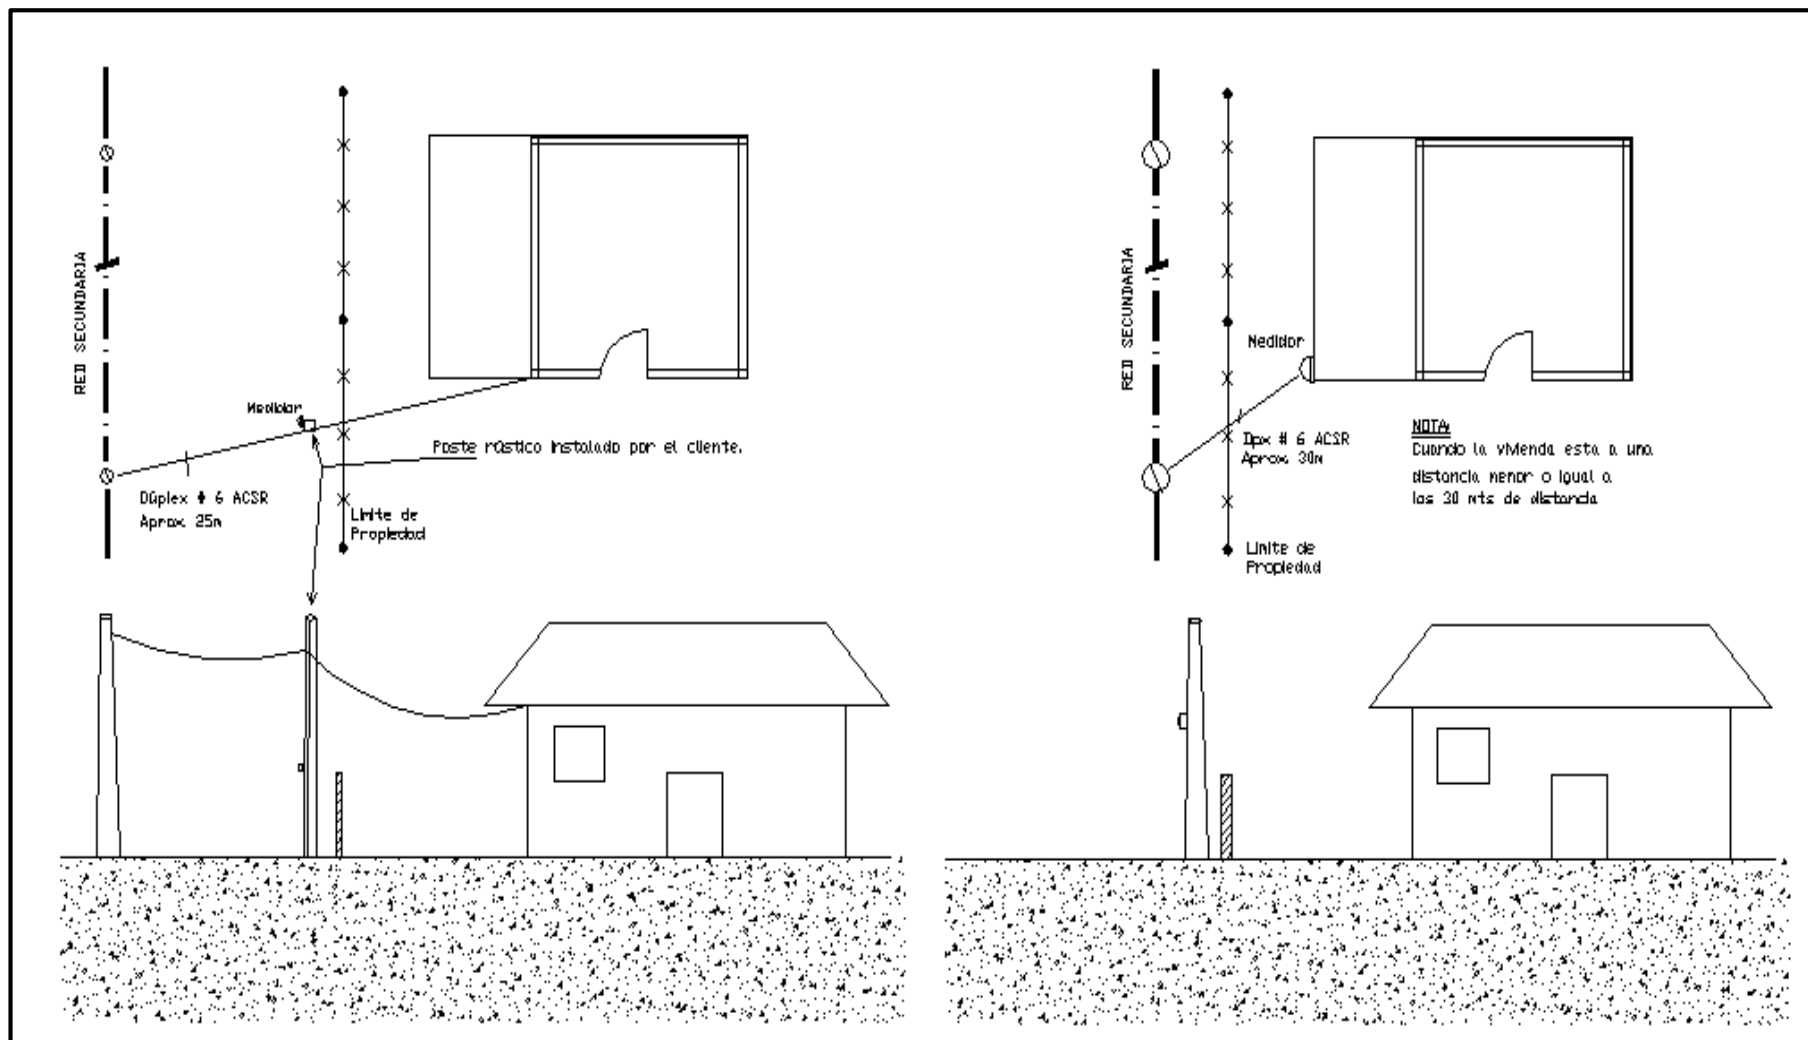 RED SECUNDARIA
Medidor
Poste rústico instalado por el cliente.
Dúplex # 6 ACSR
Aprox. 25m
Límite de
Propiedad
RED SECUNDARIA
Medidor
Dpx # 6 ACSR
Aprox. 30m
NOTA:
Cuando la vivienda esta a una
distancia menor o igual a
los 30 mts de distancia
Límite de
Propiedad